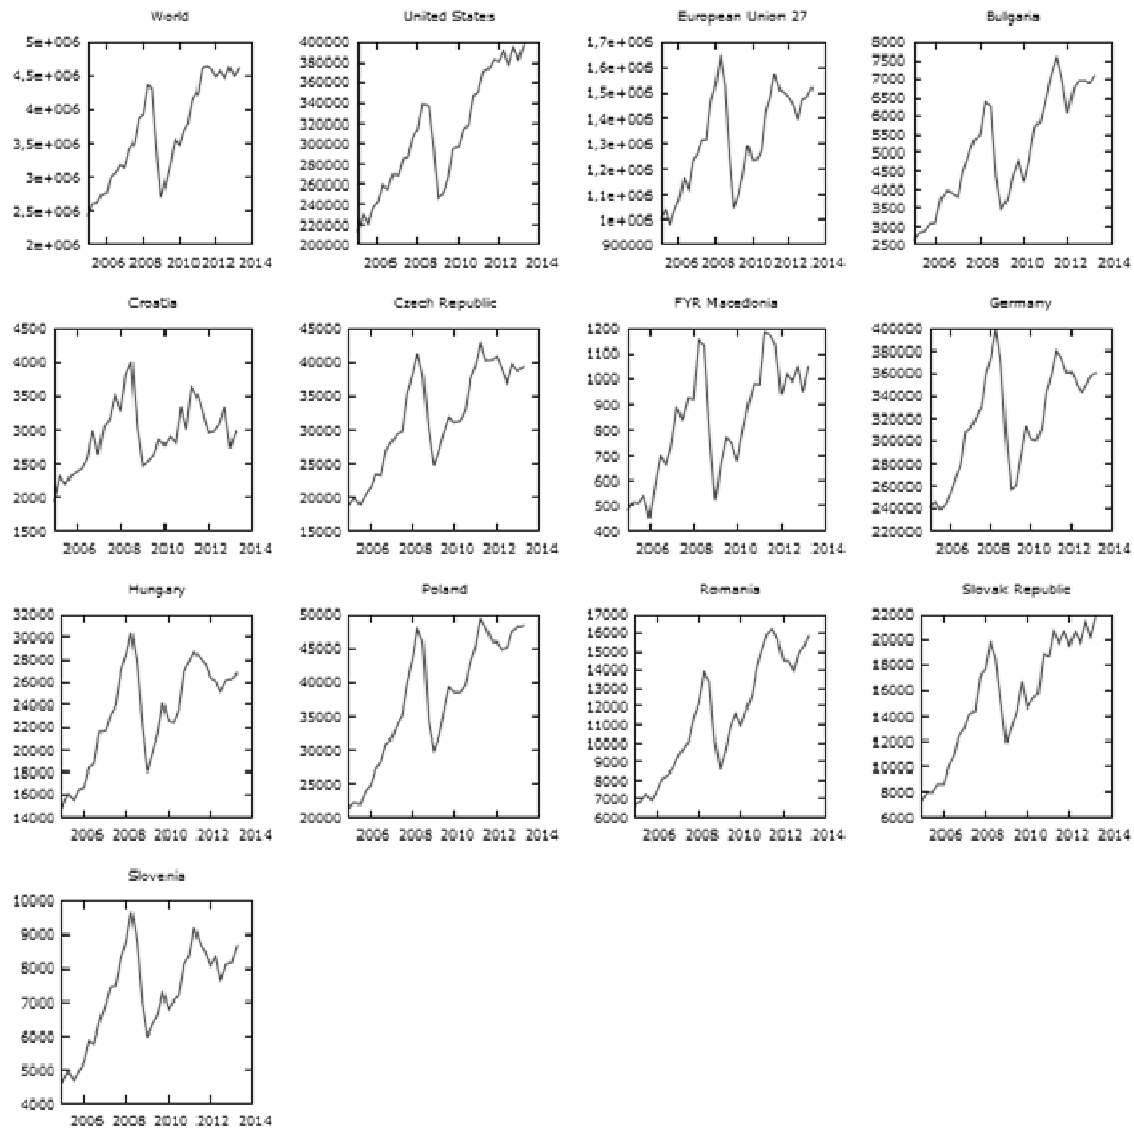 World
5e+006
4,5e+006
4e+006
3,5e+006
3e+006
2,5e+006
2e+006
2006 2008 2010 2012 2014
United States
400000
380000
360000
340000
320000
300000
280000
260000
240000
220000
200000
2006 2008 2010 2012 2014
European Union 27
1,7e+006
1,6e+006
1,5e+006
1,4e+006
1,3e+006
1,2e+006
1,1e+006
1e+006
900000
2006 2008 2010 2012 2014
Bulgaria
8000
7500
7000
6500
6000
5500
5000
4500
4000
3500
3000
2500
2006 2008 2010 2012 2014
Croatia
4500
4000
3500
3000
2500
2000
1500
2006 2008 2010 2012 2014
Czech Republic
45000
40000
35000
30000
25000
20000
15000
2006 2008 2010 2012 2014
FYR Macedonia
1200
1100
1000
900
800
700
600
500
400
2006 2008 2010 2012 2014
Germany
400000
380000
360000
340000
320000
300000
280000
260000
240000
220000
2006 2008 2010 2012 2014
Hungary
32000
30000
28000
26000
24000
22000
20000
18000
16000
14000
2006 2008 2010 2012 2014
Poland
50000
45000
40000
35000
30000
25000
20000
2006 2008 2010 2012 2014
Romania
17000
16000
15000
14000
13000
12000
11000
10000
9000
8000
7000
6000
2006 2008 2010 2012 2014
Slovak Republic
22000
20000
18000
16000
14000
12000
10000
8000
6000
2006 2008 2010 2012 2014
Slovenia
10000
9000
8000
7000
6000
5000
4000
2006 2008 2010 2012 2014